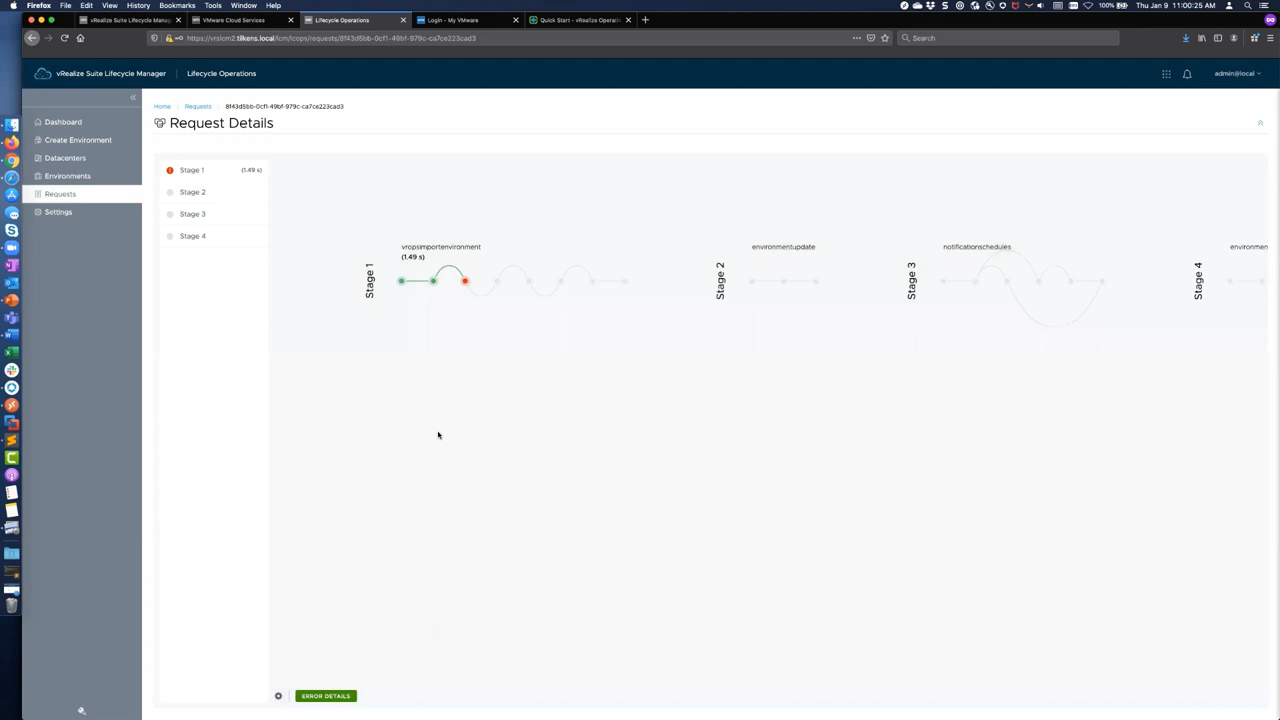 Firefox File Edit View History Bookmarks Tools Window Help
100% Thu Jan 9 11:00:25 AM
vRealize Suite Lifecycle Manag
VMware Cloud Services
Lifecycle Operations
Login - My VMware
Quick Start - vRealize Operati
https://vrslcm2.tilkens.local/lcm/lcops/requests/8f43d5bb-0cf1-49bf-979c-ca7ce223cad3
Search
vRealize Suite Lifecycle Manager
Lifecycle Operations
admin@local
Dashboard
Create Environment
Datacenters
Environments
Requests
Settings
Home > Requests > 8f43d5bb-0cf1-49bf-979c-ca7ce223cad3
Request Details
Stage 1 (1.49 s)
Stage 2
Stage 3
Stage 4
Stage 1
vropsimportenvironment
(1.49 s)
Stage 2
environmentupdate
Stage 3
notificationschedules
Stage 4
environmen
ERROR DETAILS